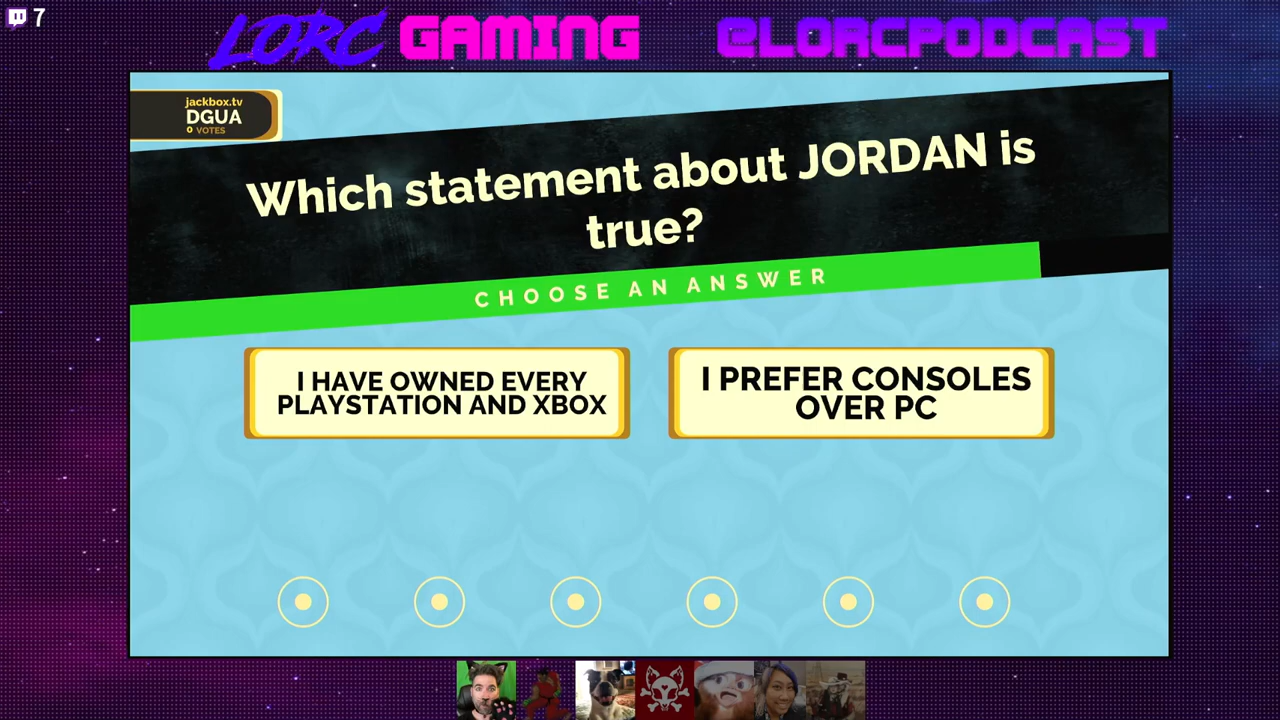 7
LORC GAMING
@LORCPODCAST
jackbox.tv
DGUA
0 VOTES
Which statement about JORDAN is
true?
CHOOSE AN ANSWER
I HAVE OWNED EVERY
PLAYSTATION AND XBOX
I PREFER CONSOLES
OVER PC